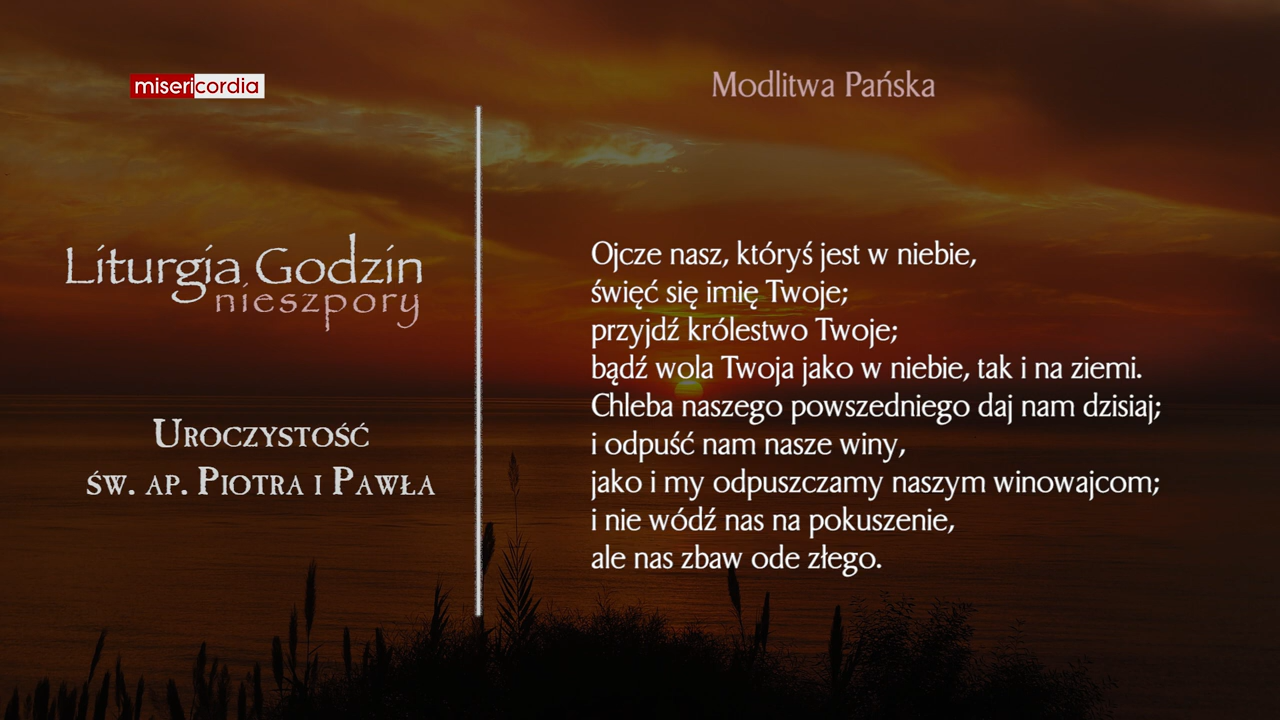 misericordia
Liturgia Godzin
nieszpory
Uroczystość
św. ap. Piotra i Pawła
Modlitwa Pańska
Ojcze nasz, któryś jest w niebie,
święć się imię Twoje;
przyjdź królestwo Twoje;
bądź wola Twoja jako w niebie, tak i na ziemi.
Chleba naszego powszedniego daj nam dzisiaj;
i odpuść nam nasze winy,
jako i my odpuszczamy naszym winowajcom;
i nie wódź nas na pokuszenie,
ale nas zbaw ode złego.